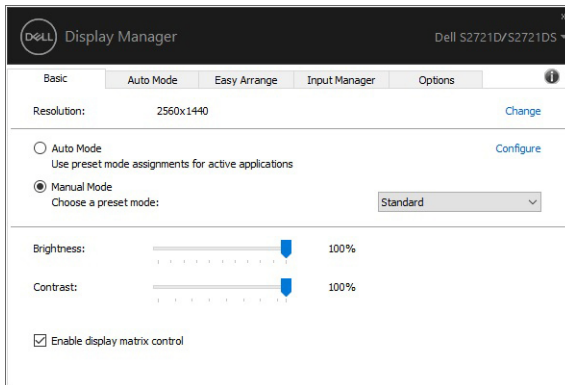 DELL Display Manager
Dell S2721D/S2721DS
Basic Auto Mode Easy Arrange Input Manager Options
Resolution: 2560x1440 Change
Auto Mode Configure
Use preset mode assignments for active applications
Manual Mode
Choose a preset mode: Standard
Brightness: 100%
Contrast: 100%
Enable display matrix control